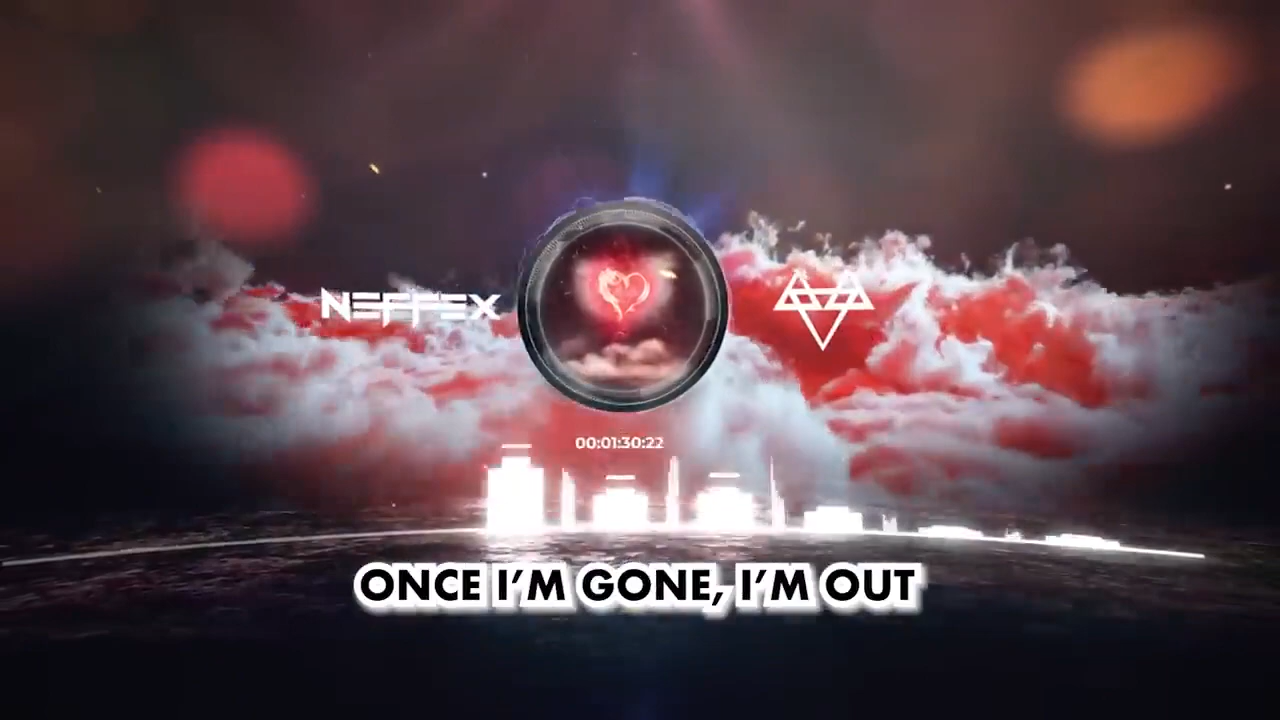 NEFFEX
00:01:30:22
ONCE I’M GONE, I’M OUT